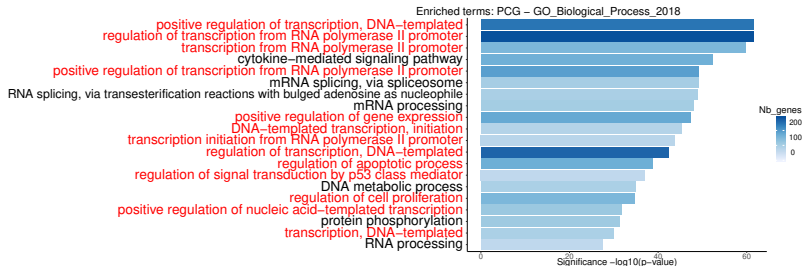 Enriched terms: PCG − GO_Biological_Process_2018
positive regulation of transcription, DNA−templated
regulation of transcription from RNA polymerase II promoter
transcription from RNA polymerase II promoter
cytokine−mediated signaling pathway
positive regulation of transcription from RNA polymerase II promoter
mRNA splicing, via spliceosome
RNA splicing, via transesterification reactions with bulged adenosine as nucleophile
mRNA processing
positive regulation of gene expression
DNA−templated transcription, initiation
transcription initiation from RNA polymerase II promoter
regulation of transcription, DNA−templated
regulation of apoptotic process
regulation of signal transduction by p53 class mediator
DNA metabolic process
regulation of cell proliferation
positive regulation of nucleic acid−templated transcription
protein phosphorylation
transcription, DNA−templated
RNA processing
Nb_genes
200
100
0
0 20 40 60
Significance −log10(p−value)